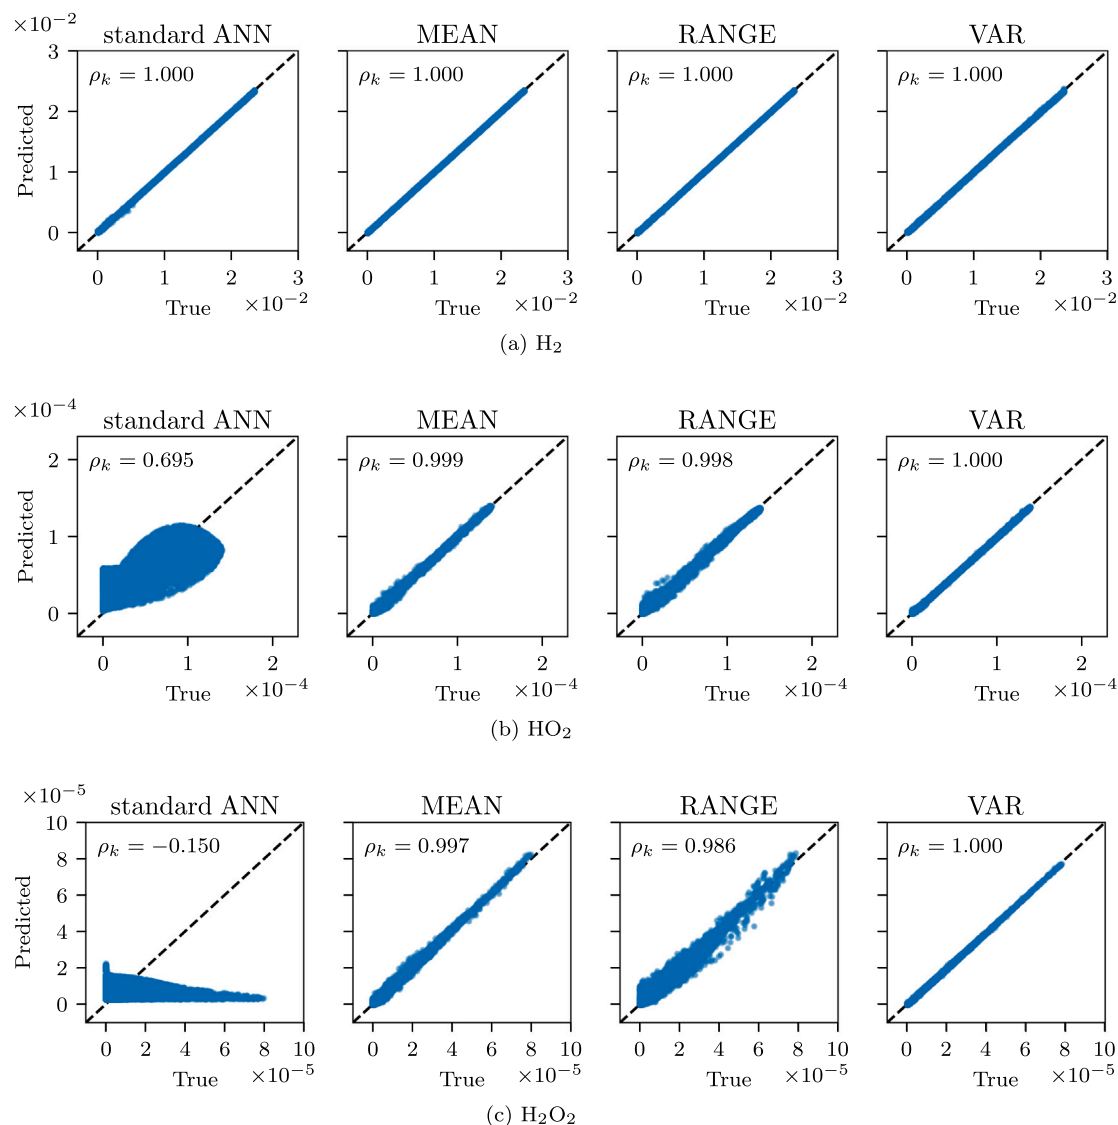 ×10⁻²
standard ANN MEAN RANGE VAR
ρₖ = 1.000 ρₖ = 1.000 ρₖ = 1.000 ρₖ = 1.000
3
2
1
0
Predicted
0 1 2 3 0 1 2 3 0 1 2 3 0 1 2 3
True ×10⁻² True ×10⁻² True ×10⁻² True ×10⁻²
(a) H₂
×10⁻⁴
standard ANN MEAN RANGE VAR
ρₖ = 0.695 ρₖ = 0.999 ρₖ = 0.998 ρₖ = 1.000
2
1
0
Predicted
0 1 2 0 1 2 0 1 2 0 1 2
True ×10⁻⁴ True ×10⁻⁴ True ×10⁻⁴ True ×10⁻⁴
(b) HO₂
×10⁻⁵
standard ANN MEAN RANGE VAR
ρₖ = −0.150 ρₖ = 0.997 ρₖ = 0.986 ρₖ = 1.000
10
8
6
4
2
0
Predicted
0 2 4 6 8 10 0 2 4 6 8 10 0 2 4 6 8 10 0 2 4 6 8 10
True ×10⁻⁵ True ×10⁻⁵ True ×10⁻⁵ True ×10⁻⁵
(c) H₂O₂